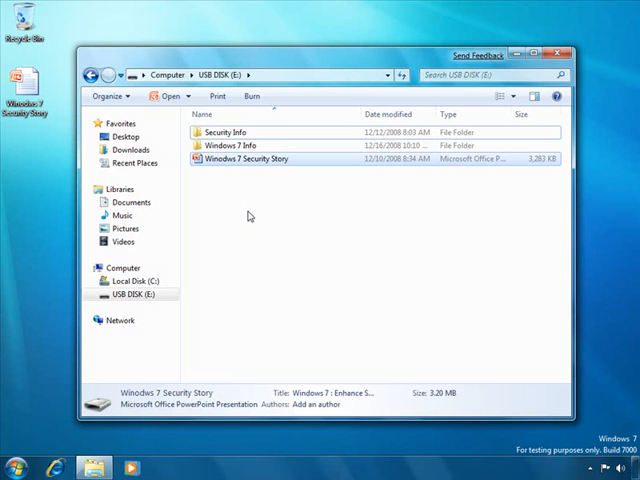 Recycle Bin
Winodws 7
Security Story
Send Feedback
Computer
USB DISK (E:)
Search USB DISK (E:)
Organize
Open
Print
Burn
Name
Date modified
Type
Size
Security Info
12/12/2008 8:03 AM
File Folder
Windows 7 Info
12/16/2008 10:10 ...
File Folder
Winodws 7 Security Story
12/10/2008 8:34 AM
Microsoft Office P...
3,283 KB
Favorites
Desktop
Downloads
Recent Places
Libraries
Documents
Music
Pictures
Videos
Computer
Local Disk (C:)
USB DISK (E:)
Network
Winodws 7 Security Story
Title: Windows 7 : Enhance S...
Size: 3.20 MB
Microsoft Office PowerPoint Presentation
Authors: Add an author
Windows 7
For testing purposes only. Build 7000